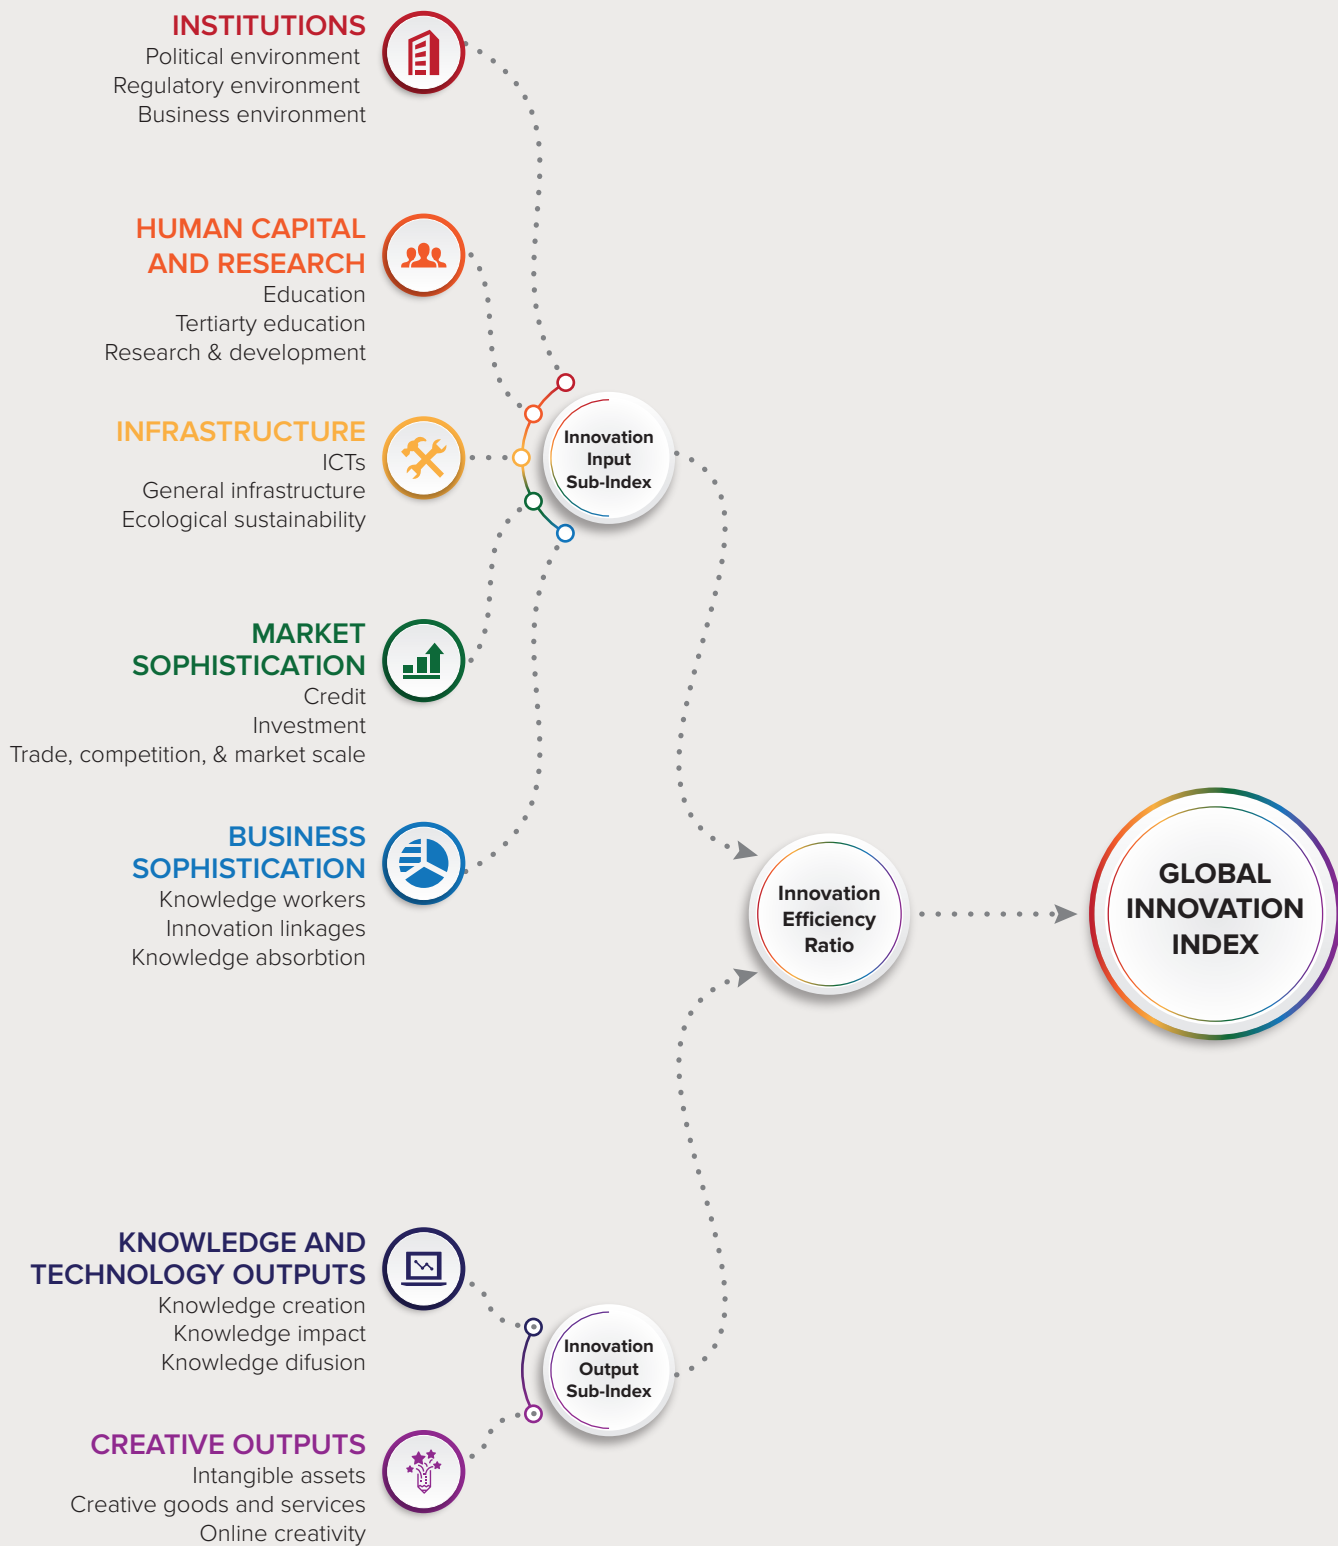 INSTITUTIONS
Political environment
Regulatory environment
Business environment
HUMAN CAPITAL
AND RESEARCH
Education
Tertiarty education
Research & development
INFRASTRUCTURE
ICTs
General infrastructure
Ecological sustainability
MARKET
SOPHISTICATION
Credit
Investment
Trade, competition, & market scale
BUSINESS
SOPHISTICATION
Knowledge workers
Innovation linkages
Knowledge absorbtion
KNOWLEDGE AND
TECHNOLOGY OUTPUTS
Knowledge creation
Knowledge impact
Knowledge difusion
CREATIVE OUTPUTS
Intangible assets
Creative goods and services
Online creativity
Innovation
Input
Sub-Index
Innovation
Output
Sub-Index
Innovation
Efficiency
Ratio
GLOBAL
INNOVATION
INDEX